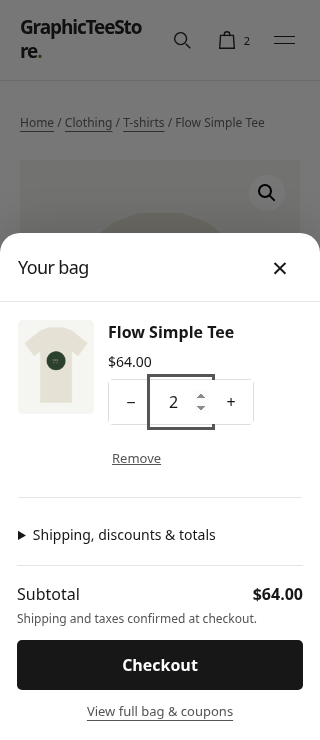 GraphicTeeSto
re.
2
Home / Clothing / T-shirts / Flow Simple Tee
Your bag
Flow Simple Tee
$64.00
− 2 +
Remove
Shipping, discounts & totals
Subtotal $64.00
Shipping and taxes confirmed at checkout.
Checkout
View full bag & coupons